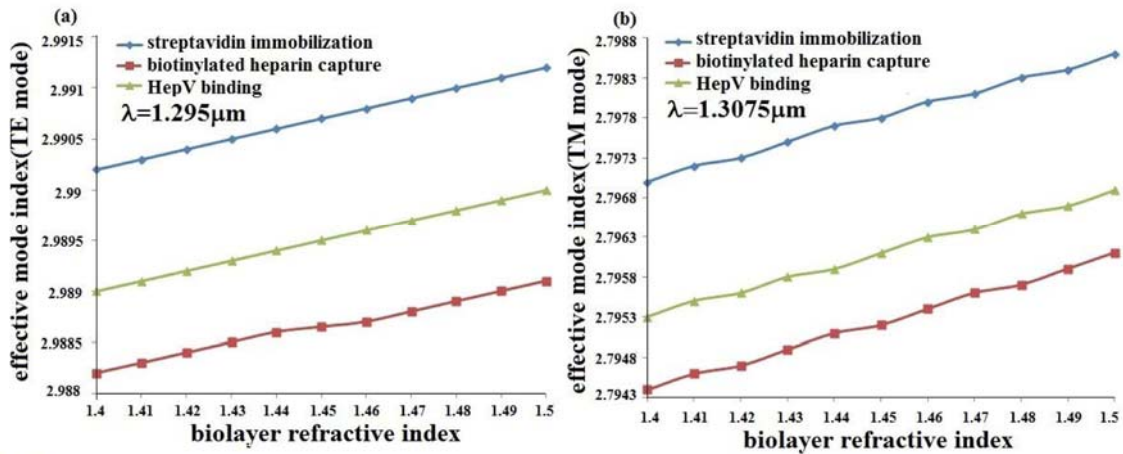 (a)
2.9915
2.991
2.9905
2.99
2.9895
2.989
2.9885
2.988
effective mode index(TE mode)
streptavidin immobilization
biotinylated heparin capture
HepV binding
λ=1.295μm
1.4 1.41 1.42 1.43 1.44 1.45 1.46 1.47 1.48 1.49 1.5
biolayer refractive index
(b)
2.7988
2.7983
2.7978
2.7973
2.7968
2.7963
2.7958
2.7953
2.7948
2.7943
effective mode index(TM mode)
streptavidin immobilization
biotinylated heparin capture
HepV binding
λ=1.3075μm
1.4 1.41 1.42 1.43 1.44 1.45 1.46 1.47 1.48 1.49 1.5
biolayer refractive index